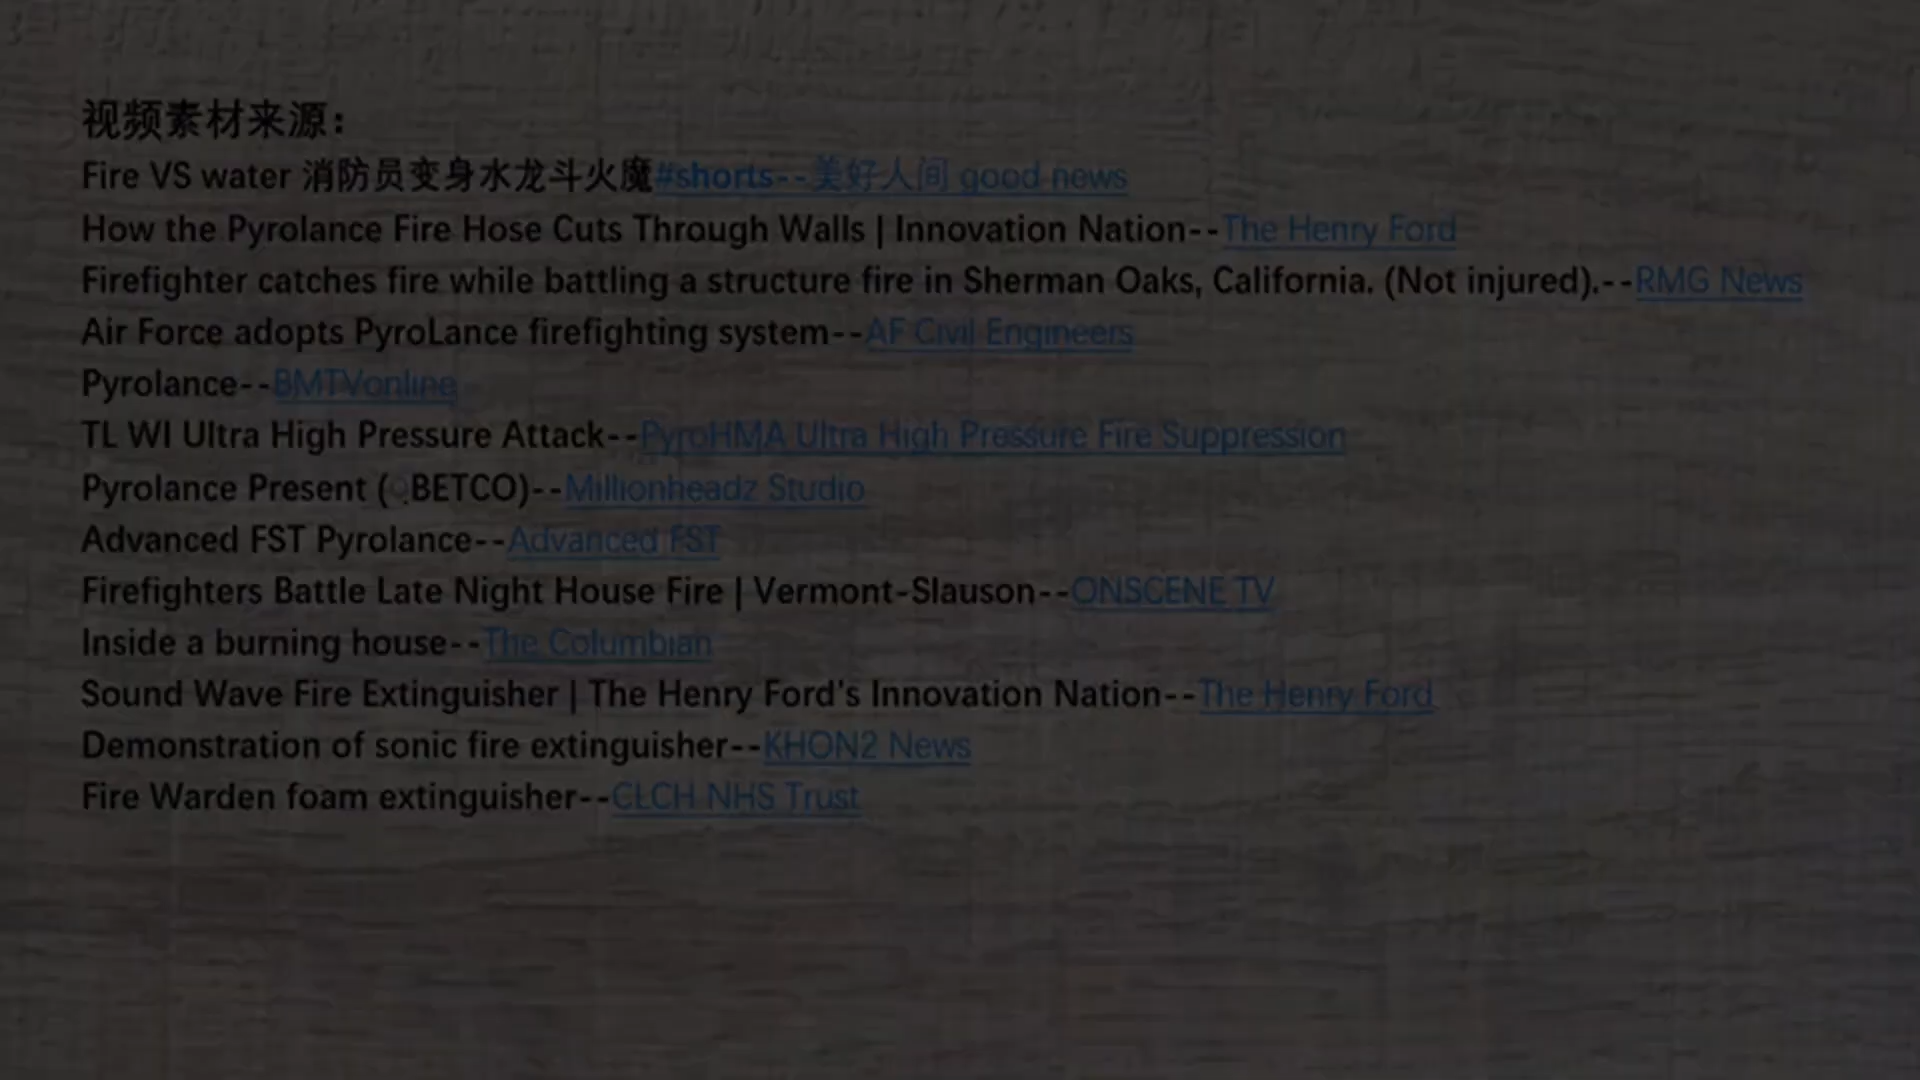 视频素材来源：
Fire VS water 消防员变身水龙斗火魔#shorts--美好人间 good news
How the Pyrolance Fire Hose Cuts Through Walls | Innovation Nation--The Henry Ford
Firefighter catches fire while battling a structure fire in Sherman Oaks, California. (Not injured).--RMG News
Air Force adopts PyroLance firefighting system--AF Civil Engineers
Pyrolance--BMTVonline
TL WI Ultra High Pressure Attack--PyroHMA Ultra High Pressure Fire Suppression
Pyrolance Present (BETCO)--Millionheadz Studio
Advanced FST Pyrolance--Advanced FST
Firefighters Battle Late Night House Fire | Vermont-Slauson--ONSCENE TV
Inside a burning house--The Columbian
Sound Wave Fire Extinguisher | The Henry Ford's Innovation Nation--The Henry Ford
Demonstration of sonic fire extinguisher--KHON2 News
Fire Warden foam extinguisher--CLCH NHS Trust